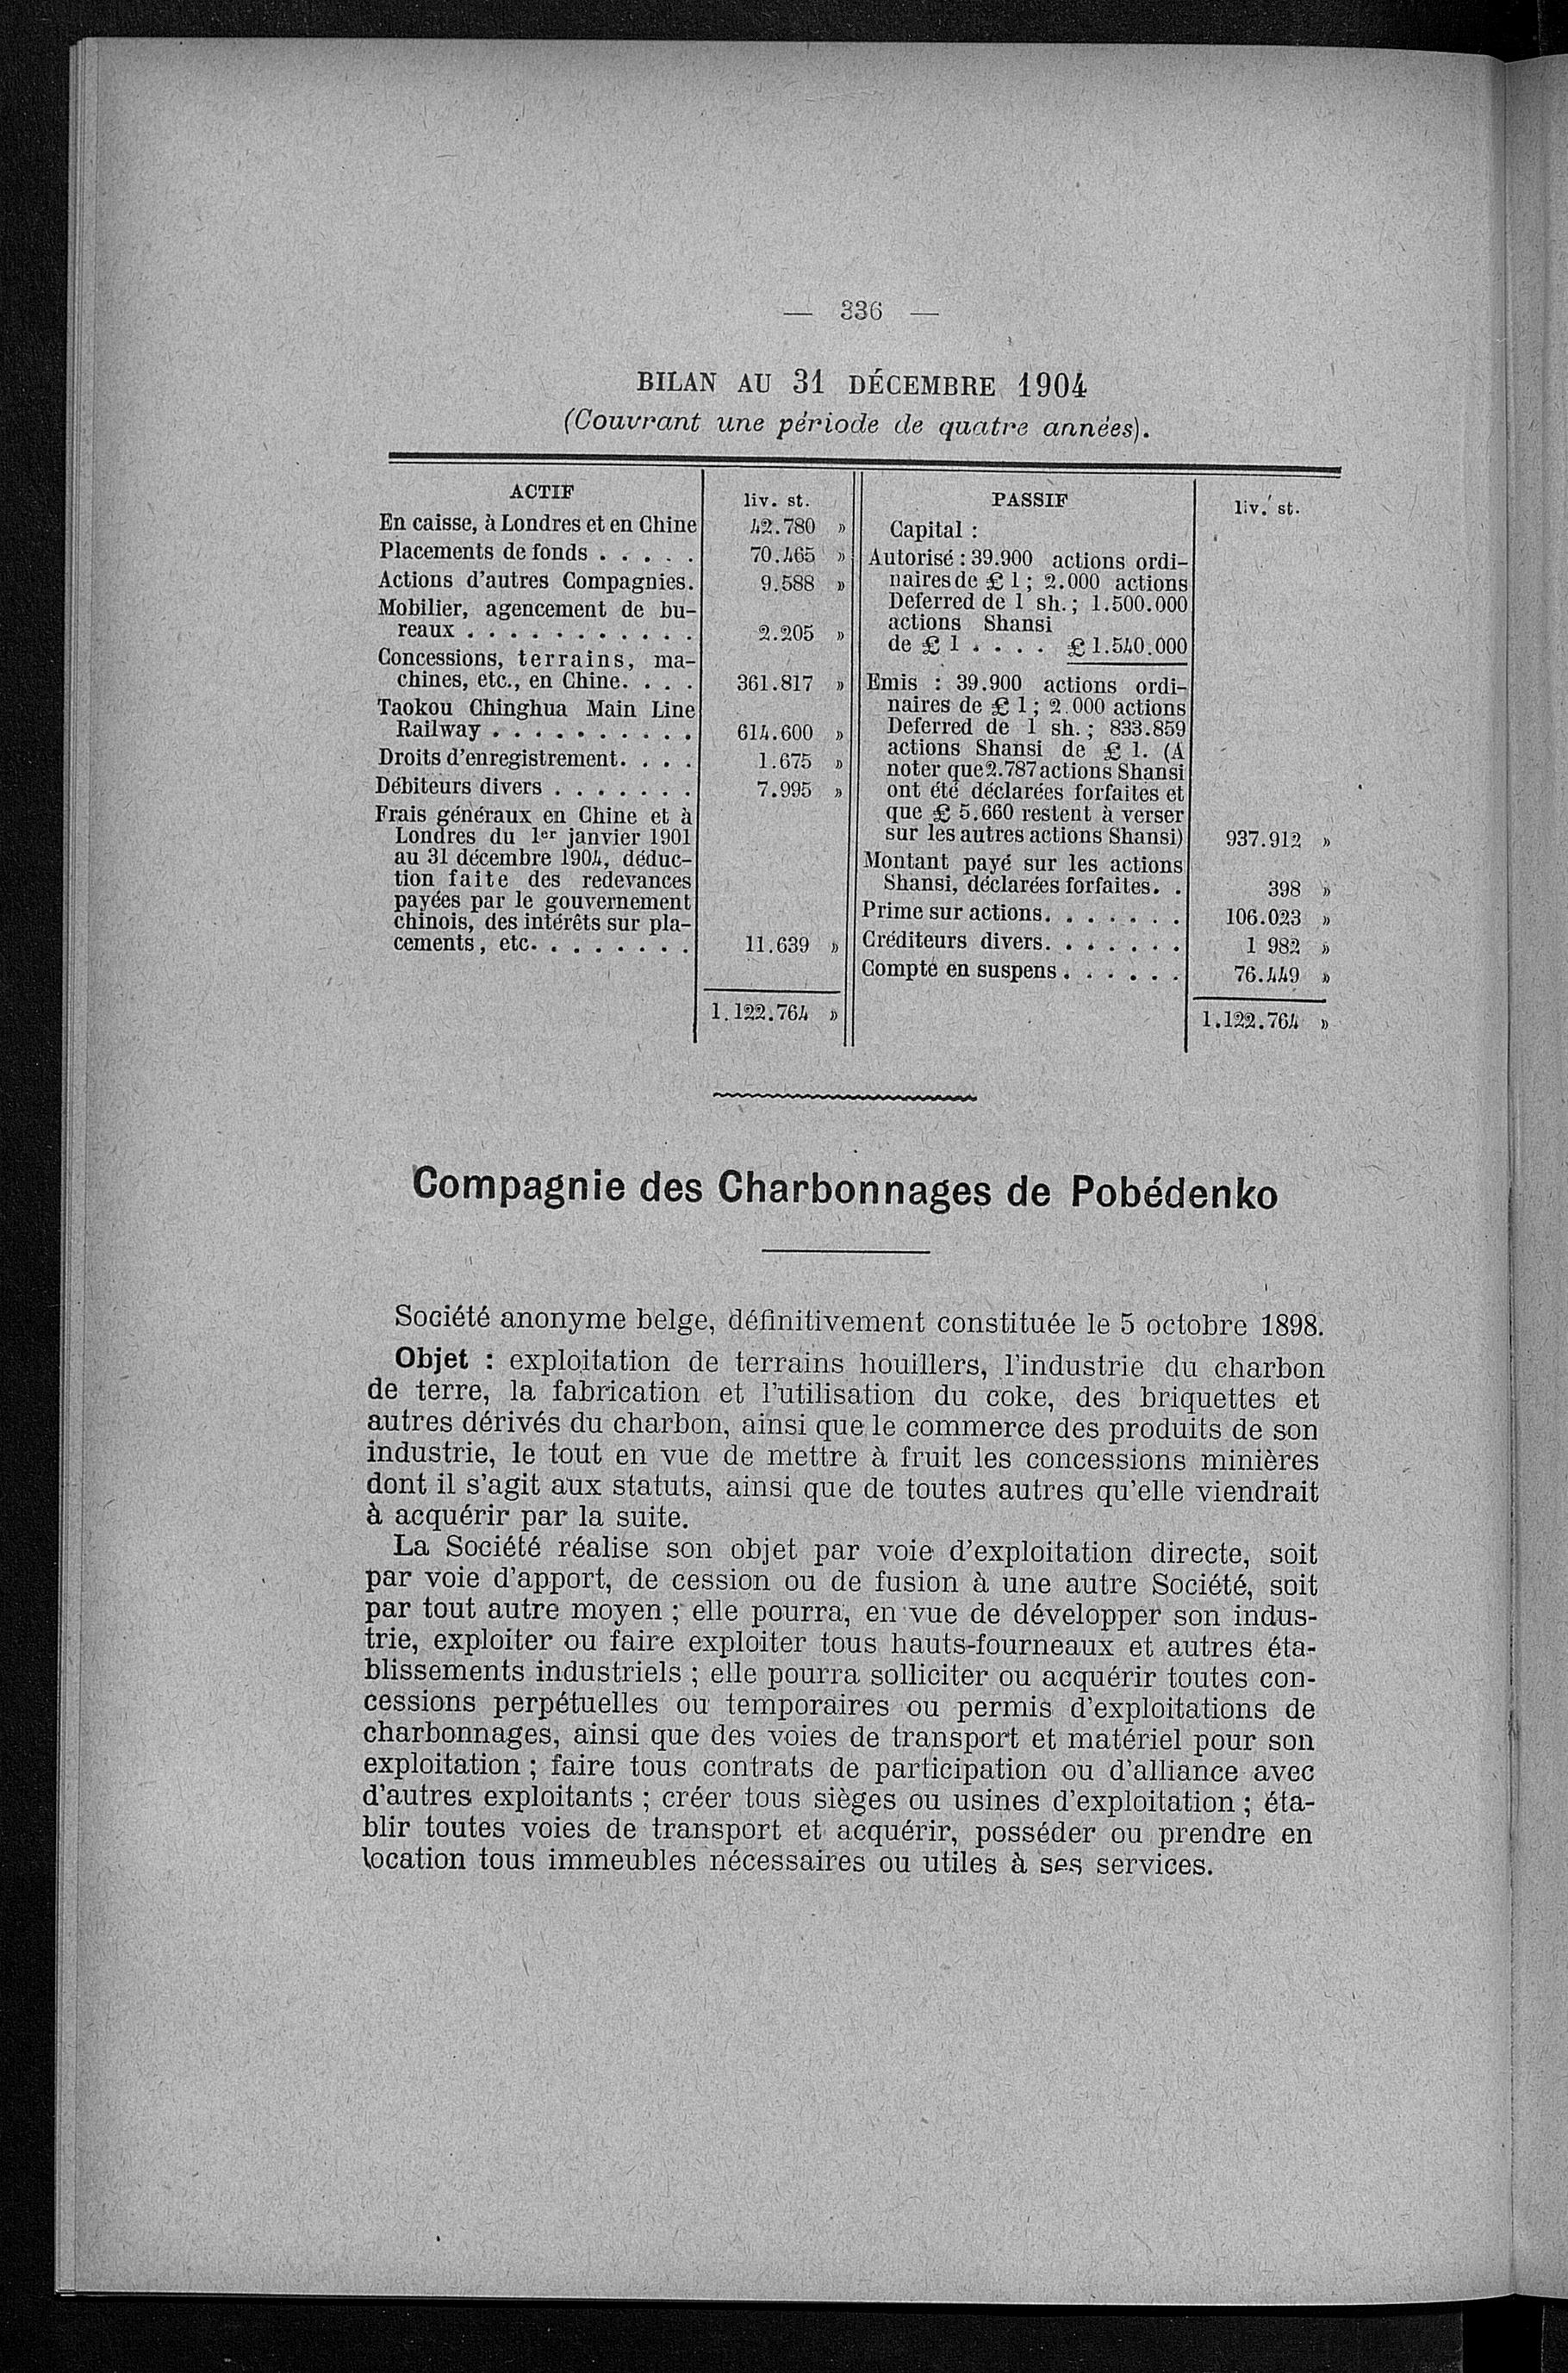 — 336 —
BILAN AU 31 DÉCEMBRE 1904
(Couvrant une période de quatre années).
ACTIF
liv. st.
En caisse, à Londres et en Chine 42.780 »
Placements de fonds . . . . . 70.465 »
Actions d'autres Compagnies. 9.588 »
Mobilier, agencement de bu-
reaux . . . . . . . . . . . 2.205 »
Concessions, terrains, ma-
chines, etc., en Chine. . . . 361.817 »
Taokou Chinghua Main Line
Railway . . . . . . . . . . 614.600 »
Droits d'enregistrement. . . . 1.675 »
Débiteurs divers . . . . . . . 7.995 »
Frais généraux en Chine et à
Londres du 1er janvier 1901
au 31 décembre 1904, déduc-
tion faite des redevances
payées par le gouvernement
chinois, des intérêts sur pla-
cements, etc. . . . . . . . 11.639 »
1.122.764 »
PASSIF
liv. st.
Capital :
Autorisé : 39.900 actions ordi-
naires de £ 1 ; 2.000 actions
Deferred de 1 sh. ; 1.500.000
actions Shansi
de £ 1 . . . . £ 1.540.000
Emis : 39.900 actions ordi-
naires de £ 1 ; 2.000 actions
Deferred de 1 sh. ; 833.859
actions Shansi de £ 1. (A
noter que 2.787 actions Shansi
ont été déclarées forfaites et
que £ 5.660 restent à verser
sur les autres actions Shansi) 937.912 »
Montant payé sur les actions
Shansi, déclarées forfaites. . 398 »
Prime sur actions. . . . . . . 106.023 »
Créditeurs divers. . . . . . . 1 982 »
Compte en suspens . . . . . . 76.449 »
1.122.764 »
Compagnie des Charbonnages de Pobédenko
Société anonyme belge, définitivement constituée le 5 octobre 1898.
Objet : exploitation de terrains houillers, l'industrie du charbon
de terre, la fabrication et l'utilisation du coke, des briquettes et
autres dérivés du charbon, ainsi que le commerce des produits de son
industrie, le tout en vue de mettre à fruit les concessions minières
dont il s'agit aux statuts, ainsi que de toutes autres qu'elle viendrait
à acquérir par la suite.
La Société réalise son objet par voie d'exploitation directe, soit
par voie d'apport, de cession ou de fusion à une autre Société, soit
par tout autre moyen ; elle pourra, en vue de développer son indus-
trie, exploiter ou faire exploiter tous hauts-fourneaux et autres éta-
blissements industriels ; elle pourra solliciter ou acquérir toutes con-
cessions perpétuelles ou temporaires ou permis d'exploitations de
charbonnages, ainsi que des voies de transport et matériel pour son
exploitation ; faire tous contrats de participation ou d'alliance avec
d'autres exploitants ; créer tous sièges ou usines d'exploitation ; éta-
blir toutes voies de transport et acquérir, posséder ou prendre en
location tous immeubles nécessaires ou utiles à ses services.